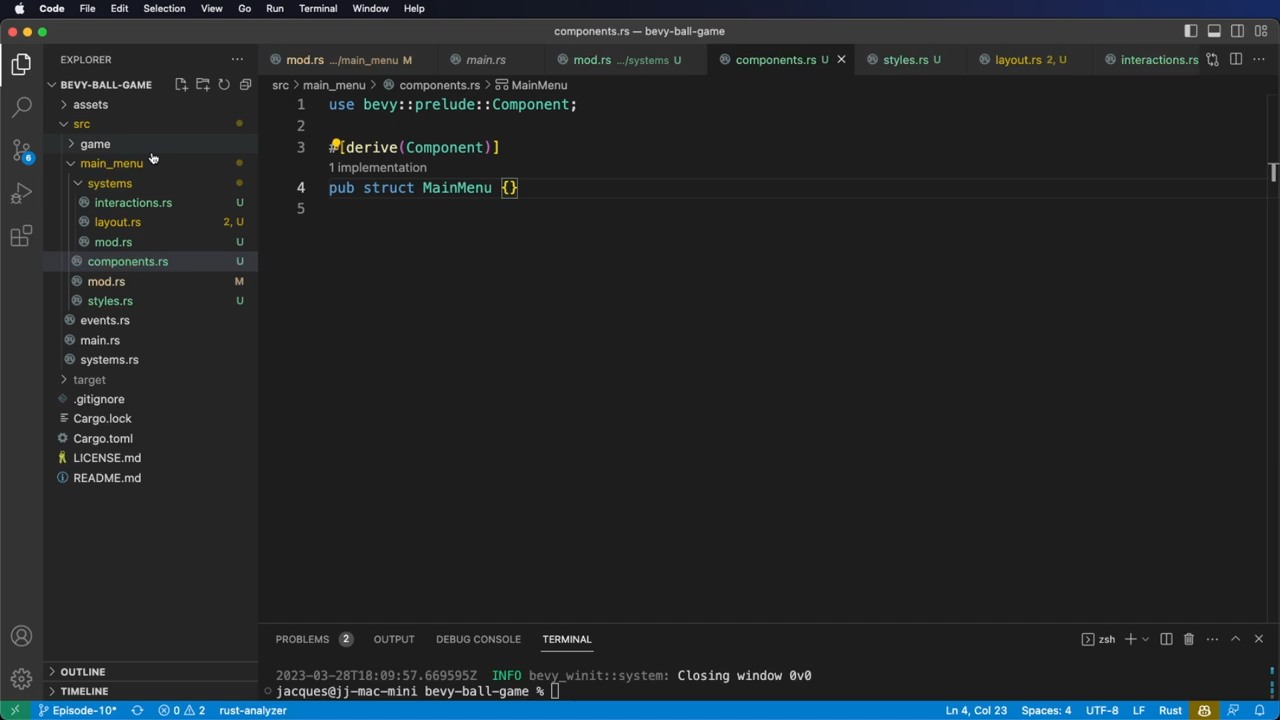 Code File Edit Selection View Go Run Terminal Window Help
components.rs — bevy-ball-game
EXPLORER
mod.rs .../main_menu M
main.rs
mod.rs .../systems U
components.rs U
styles.rs U
layout.rs 2, U
interactions.rs
BEVY-BALL-GAME
src > main_menu > components.rs > MainMenu
assets
src
game
main_menu
systems
interactions.rs U
layout.rs 2, U
mod.rs U
components.rs U
mod.rs M
styles.rs U
events.rs
main.rs
systems.rs
target
.gitignore
Cargo.lock
Cargo.toml
LICENSE.md
README.md
OUTLINE
TIMELINE
6
1 use bevy::prelude::Component;
2
3 #[derive(Component)]
1 implementation
4 pub struct MainMenu {}
5
PROBLEMS 2 OUTPUT DEBUG CONSOLE TERMINAL
zsh
2023-03-28T18:09:57.669595Z INFO bevy_winit::system: Closing window 0v0
jacques@jj-mac-mini bevy-ball-game %
Episode-10* 0 2 rust-analyzer
Ln 4, Col 23 Spaces: 4 UTF-8 LF Rust